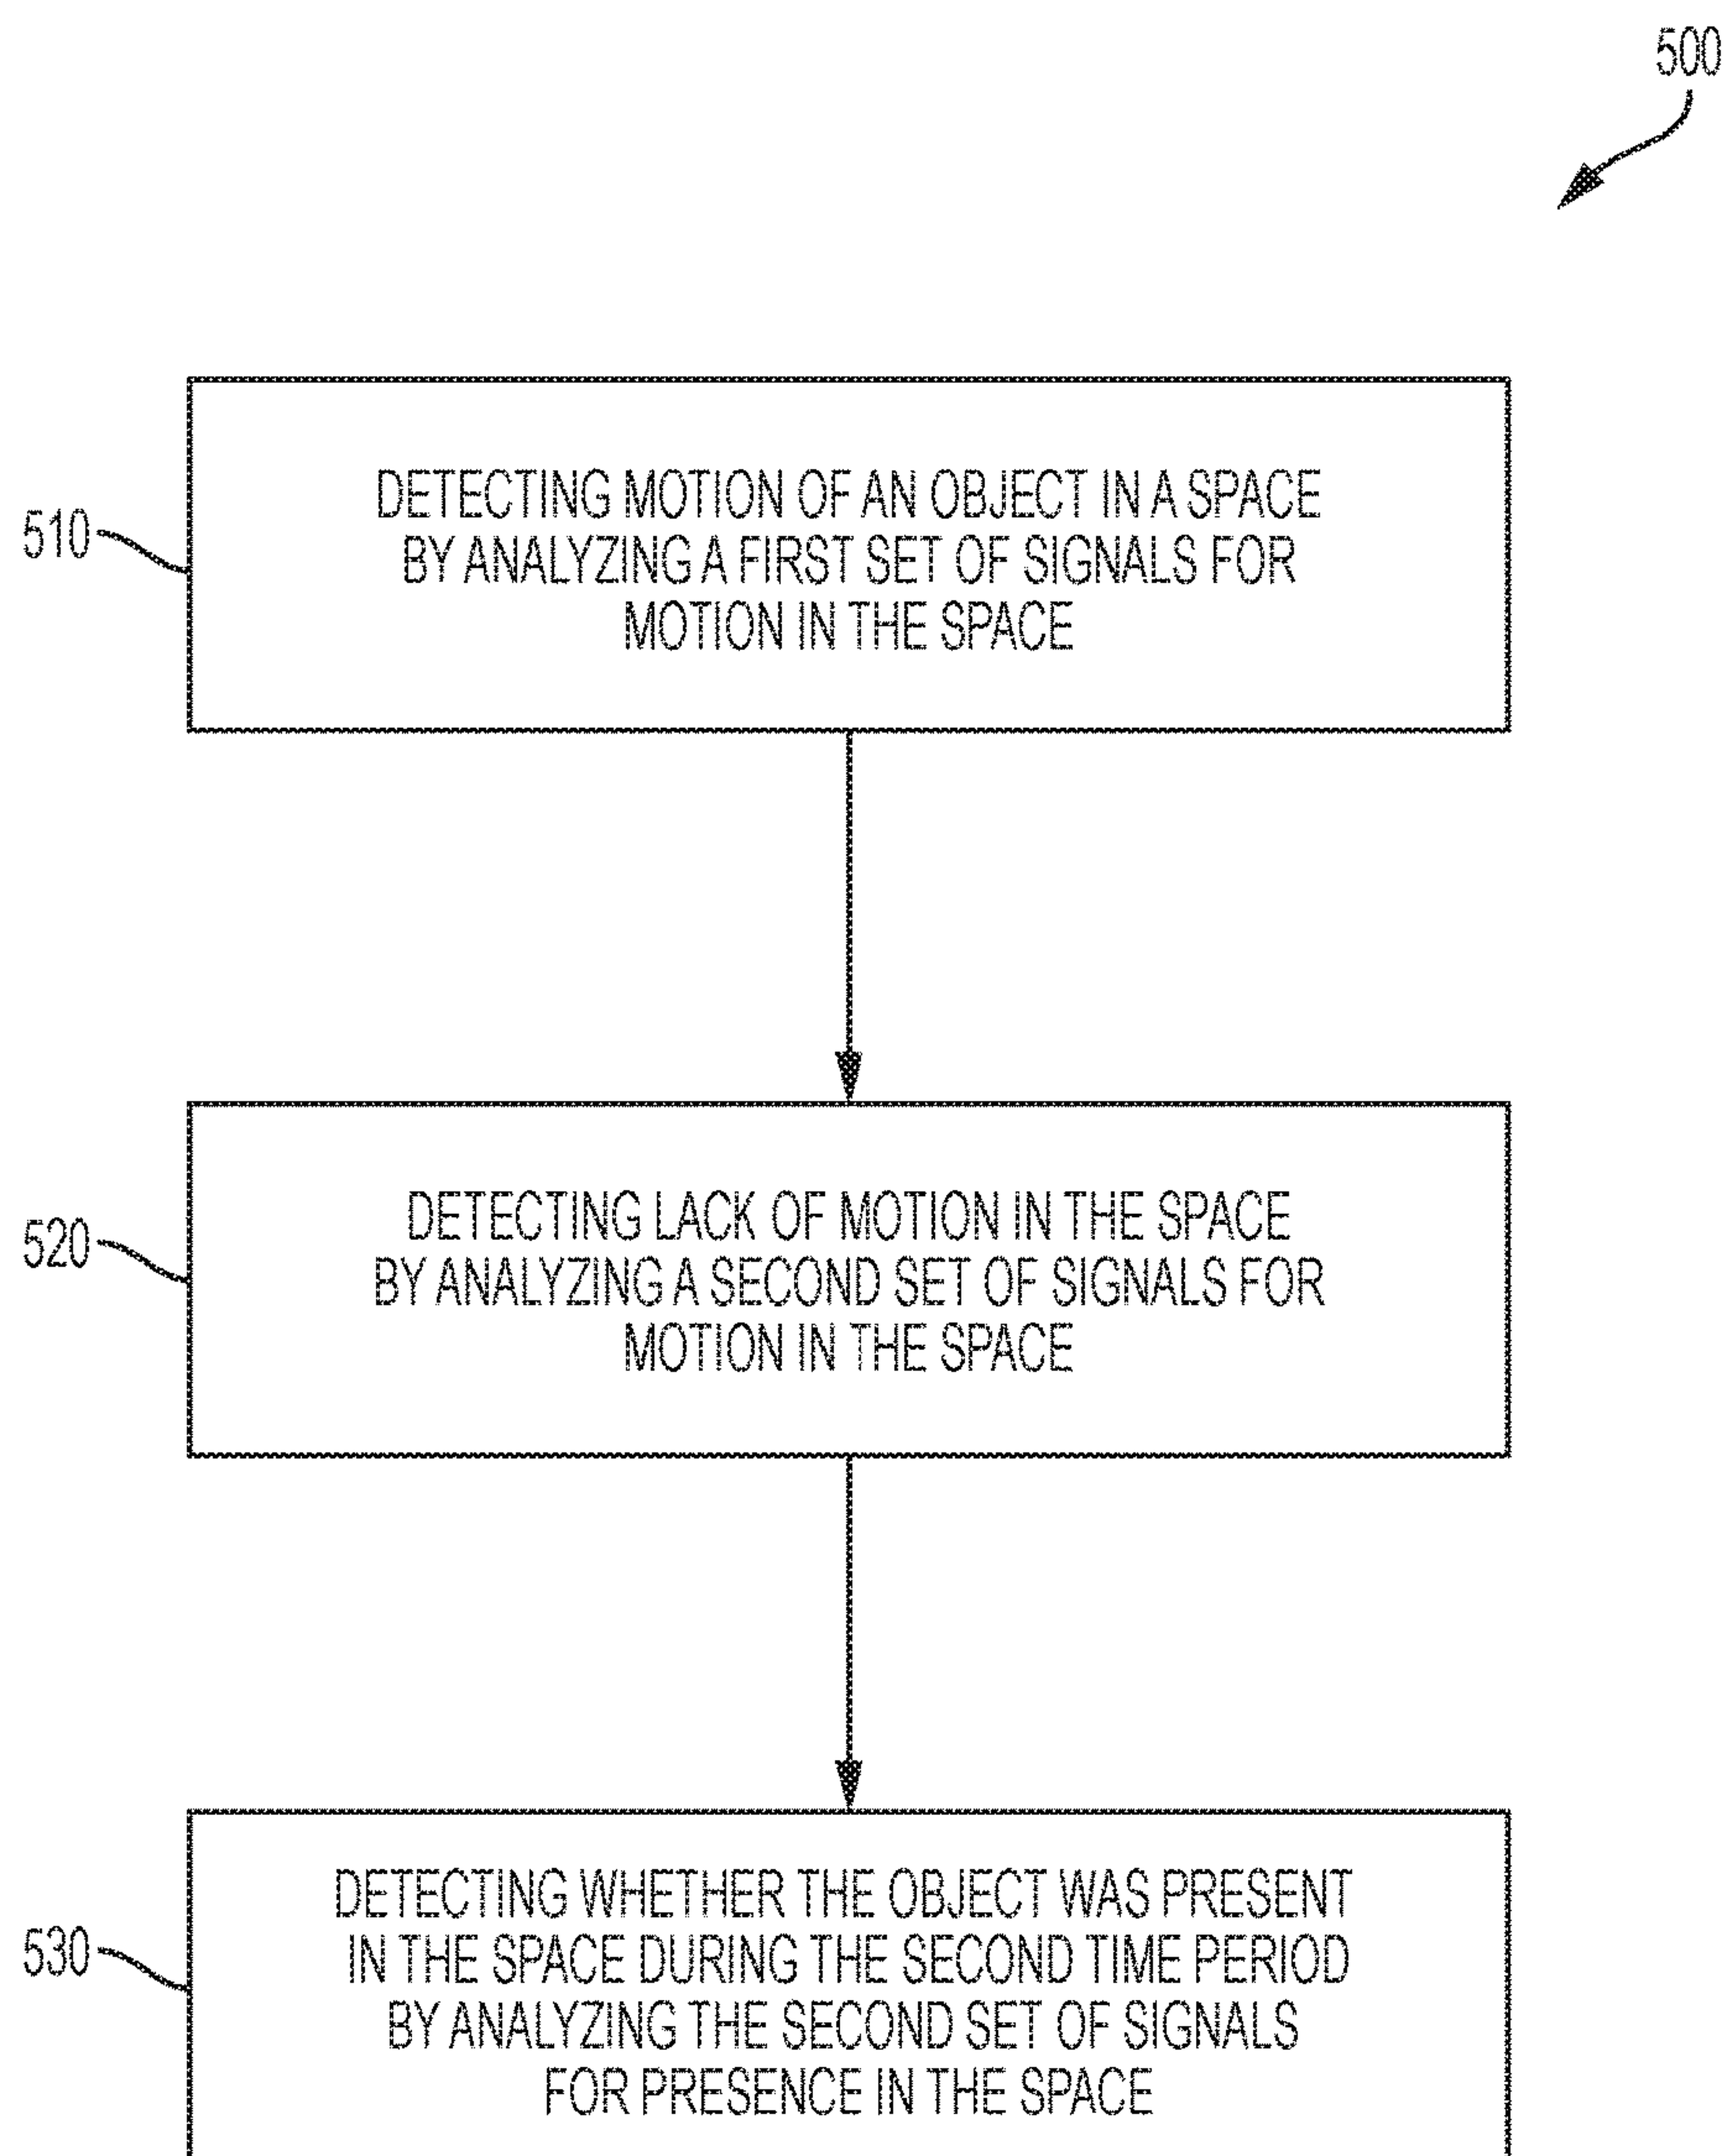 500
510
DETECTING MOTION OF AN OBJECT IN A SPACE
BY ANALYZING A FIRST SET OF SIGNALS FOR
MOTION IN THE SPACE
520
DETECTING LACK OF MOTION IN THE SPACE
BY ANALYZING A SECOND SET OF SIGNALS FOR
MOTION IN THE SPACE
530
DETECTING WHETHER THE OBJECT WAS PRESENT
IN THE SPACE DURING THE SECOND TIME PERIOD
BY ANALYZING THE SECOND SET OF SIGNALS
FOR PRESENCE IN THE SPACE